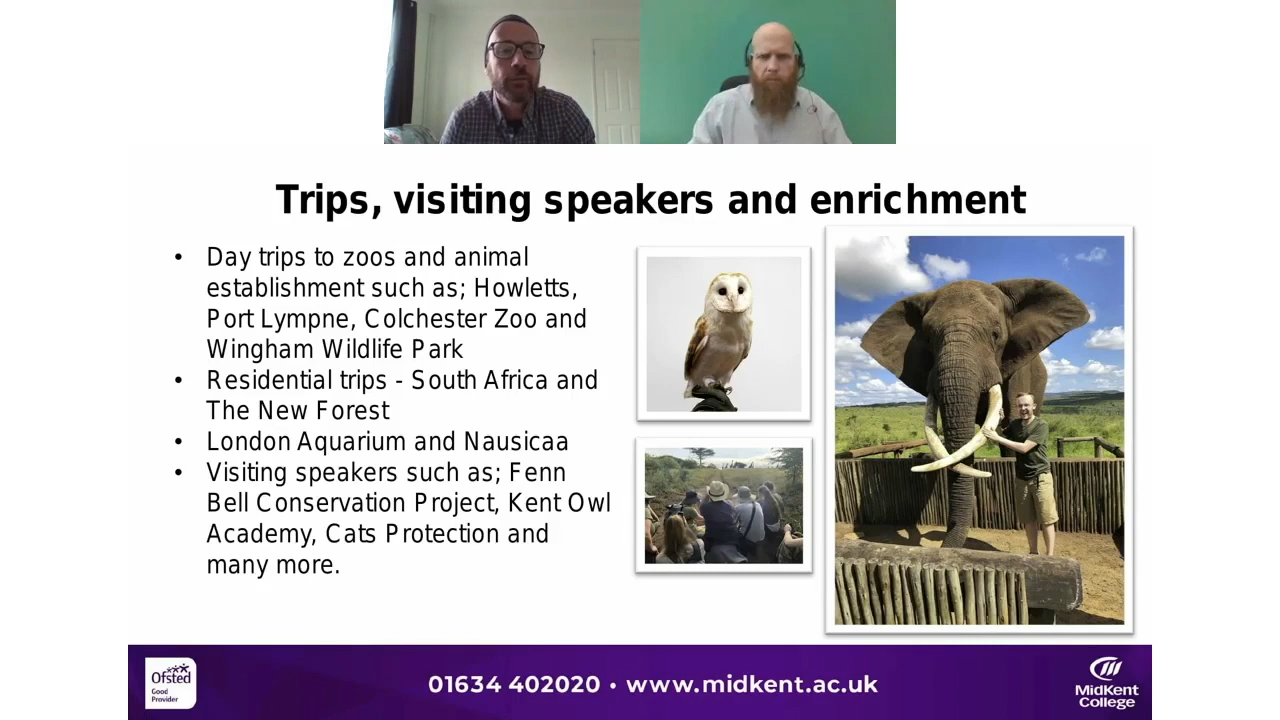 Trips, visiting speakers and enrichment
• Day trips to zoos and animal
establishment such as; Howletts,
Port Lympne, Colchester Zoo and
Wingham Wildlife Park
• Residential trips - South Africa and
The New Forest
• London Aquarium and Nausicaa
• Visiting speakers such as; Fenn
Bell Conservation Project, Kent Owl
Academy, Cats Protection and
many more.
Ofsted
Good
Provider
01634 402020 • www.midkent.ac.uk
MidKent
College